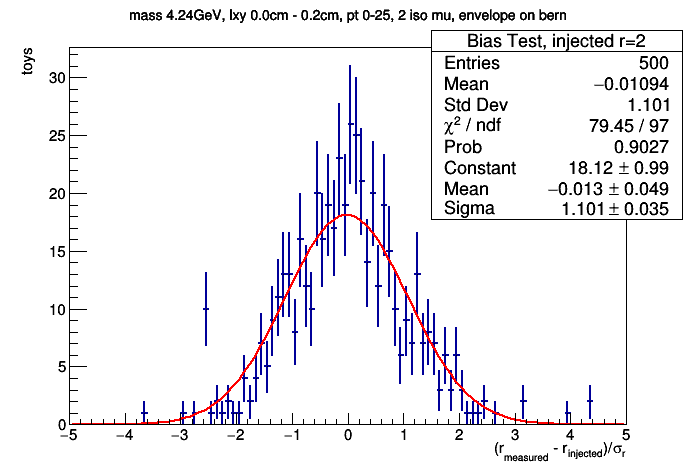 mass 4.24GeV, lxy 0.0cm - 0.2cm, pt 0-25, 2 iso mu, envelope on bern
toys
Bias Test, injected r=2
Entries 500
Mean −0.01094
Std Dev 1.101
χ² / ndf 79.45 / 97
Prob 0.9027
Constant 18.12 ± 0.99
Mean −0.013 ± 0.049
Sigma 1.101 ± 0.035
30
25
20
15
10
5
0
−5 −4 −3 −2 −1 0 1 2 3 4 5
(r_measured - r_injected)/σ_r